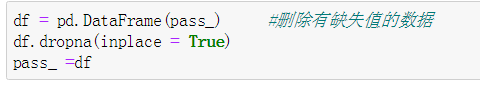 df = pd.DataFrame(pass_)     #删除有缺失值的数据
df.dropna(inplace = True)
pass_ =df